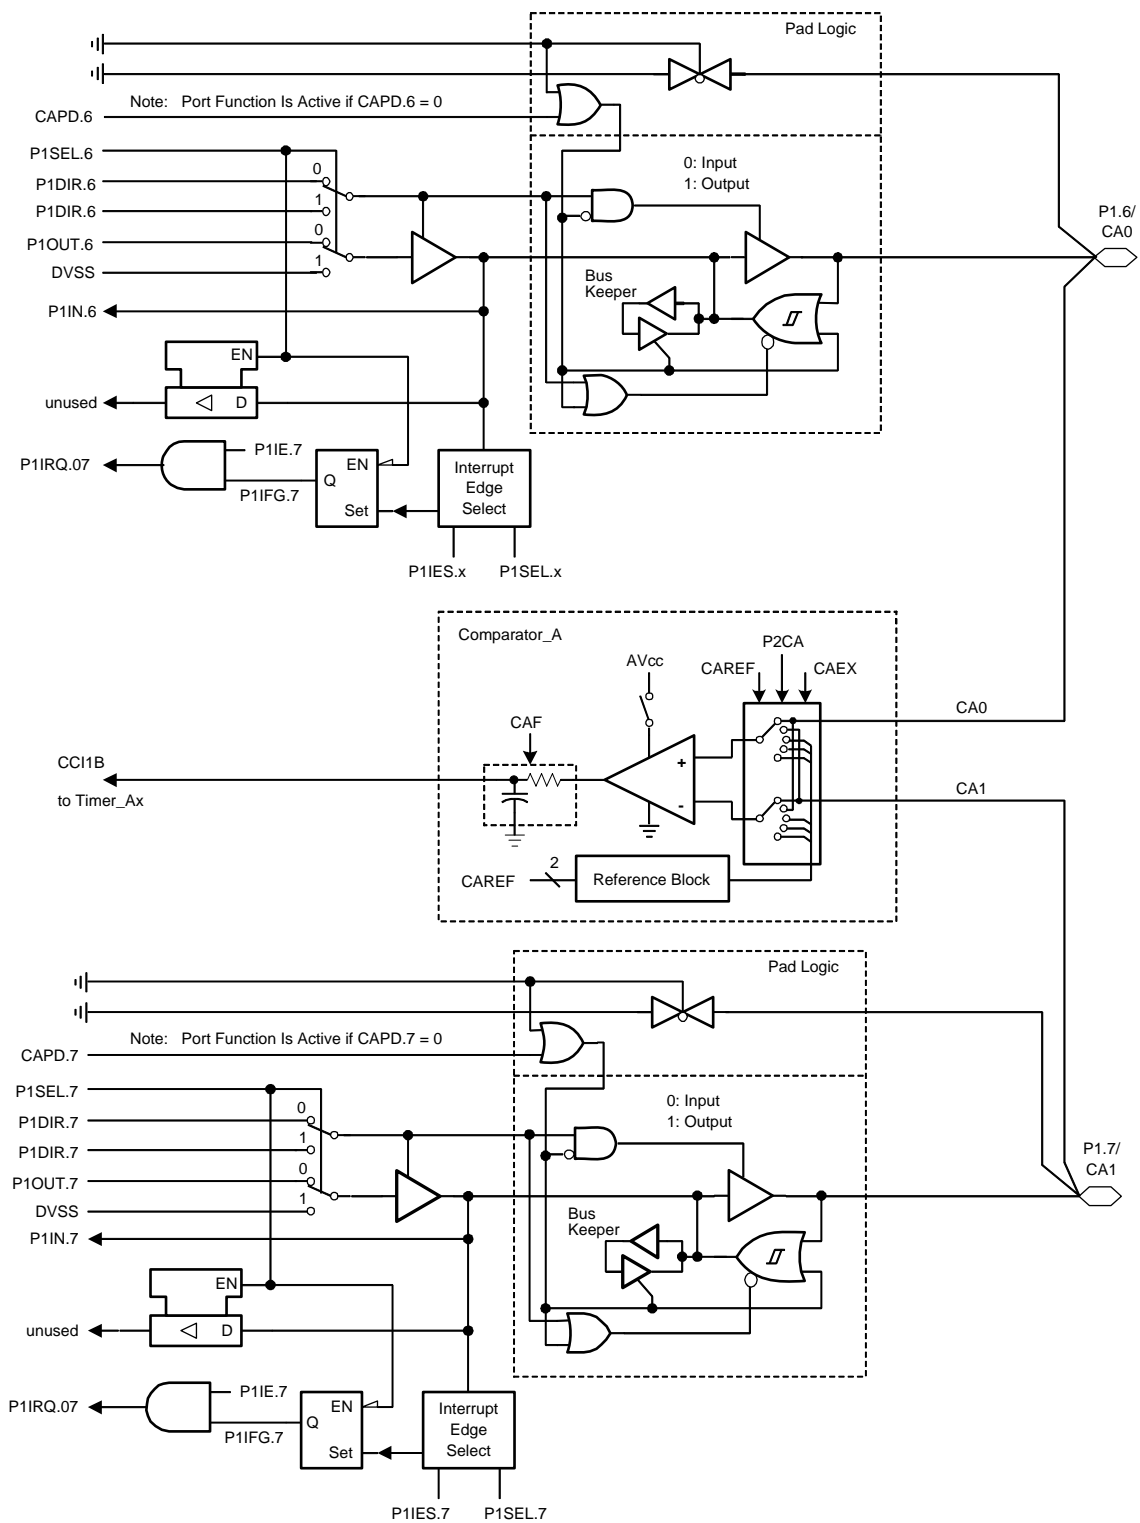 Pad Logic
Note: Port Function Is Active if CAPD.6 = 0
CAPD.6
P1SEL.6
0
P1DIR.6
1
P1DIR.6
0
P1OUT.6
1
DVSS
P1IN.6
0: Input
1: Output
P1.6/
CA0
Bus
Keeper
EN
unused
D
P1IRQ.07
P1IE.7
P1IFG.7
EN
Q
Set
Interrupt
Edge
Select
P1IES.x
P1SEL.x
Comparator_A
P2CA
AVcc
CAREF
CAEX
CA0
CAF
CCI1B
to Timer_Ax
+
-
CA1
2
CAREF
Reference Block
Pad Logic
Note: Port Function Is Active if CAPD.7 = 0
CAPD.7
P1SEL.7
0
P1DIR.7
1
P1DIR.7
0
P1OUT.7
1
DVSS
P1IN.7
0: Input
1: Output
P1.7/
CA1
Bus
Keeper
EN
unused
D
P1IRQ.07
P1IE.7
P1IFG.7
EN
Q
Set
Interrupt
Edge
Select
P1IES.7
P1SEL.7